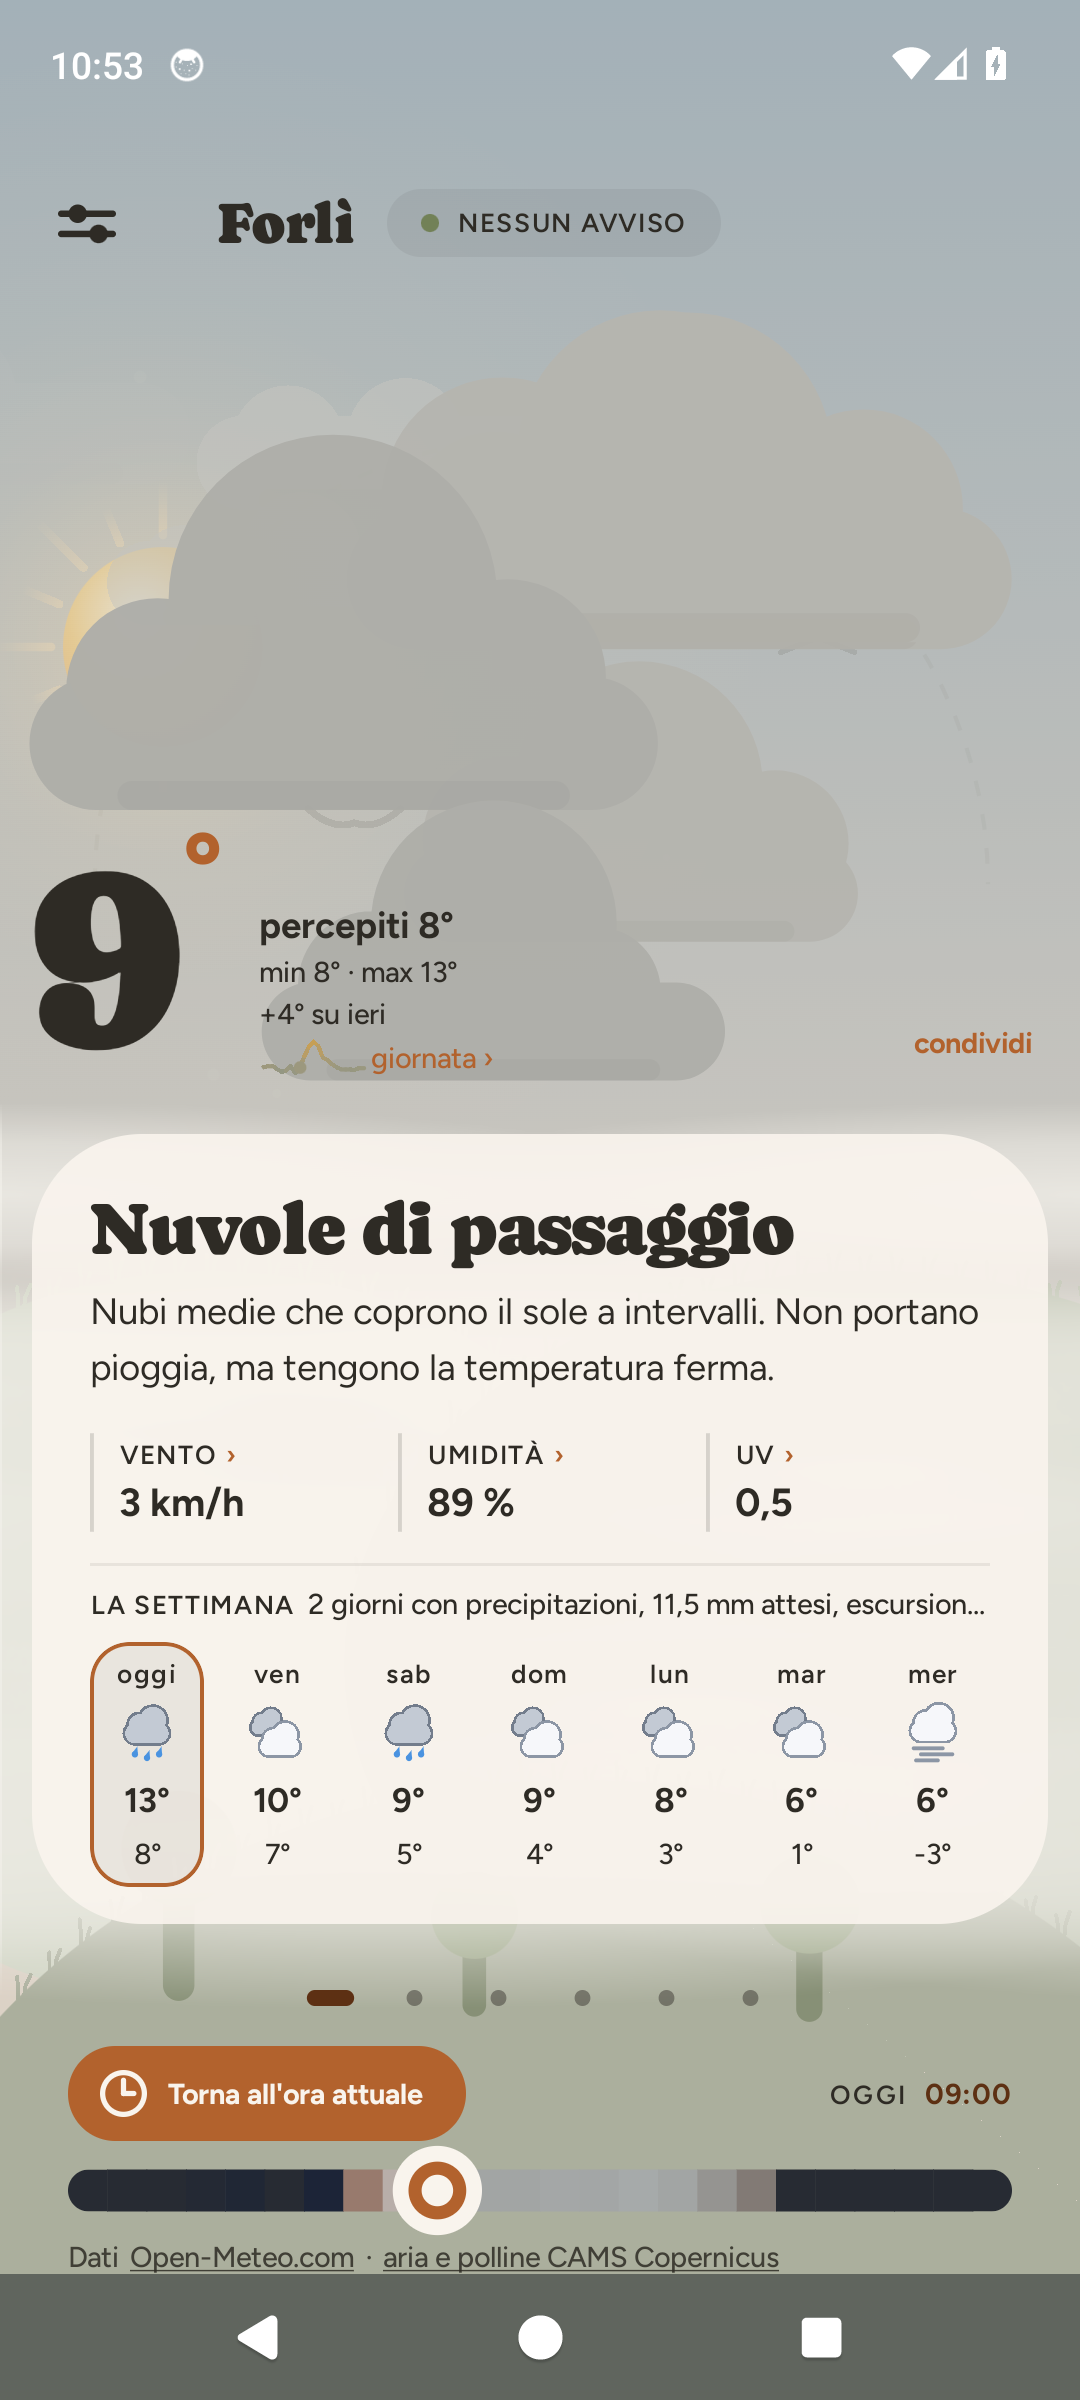 10:53
Forlì
NESSUN AVVISO
9°
percepiti 8°
min 8° · max 13°
+4° su ieri
giornata ›
condividi
Nuvole di passaggio
Nubi medie che coprono il sole a intervalli. Non portano
pioggia, ma tengono la temperatura ferma.
VENTO › UMIDITÀ › UV ›
3 km/h 89 % 0,5
LA SETTIMANA 2 giorni con precipitazioni, 11,5 mm attesi, escursion...
oggi ven sab dom lun mar mer
13° 10° 9° 9° 8° 6° 6°
8° 7° 5° 4° 3° 1° -3°
Torna all'ora attuale
OGGI 09:00
Dati Open-Meteo.com · aria e polline CAMS Copernicus